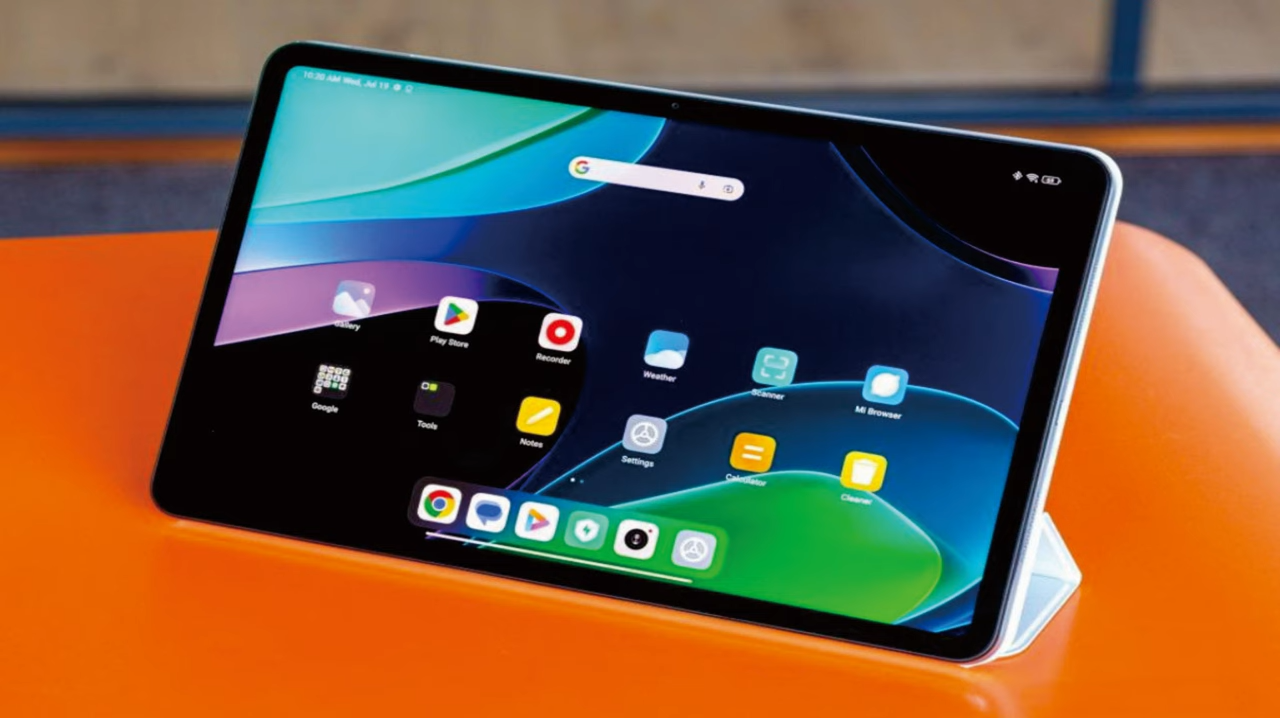 10:20 AM Wed, Jul 19
Gallery
Play Store
Recorder
Weather
Scanner
Mi Browser
Google
Tools
Notes
Settings
Calculator
Cleaner